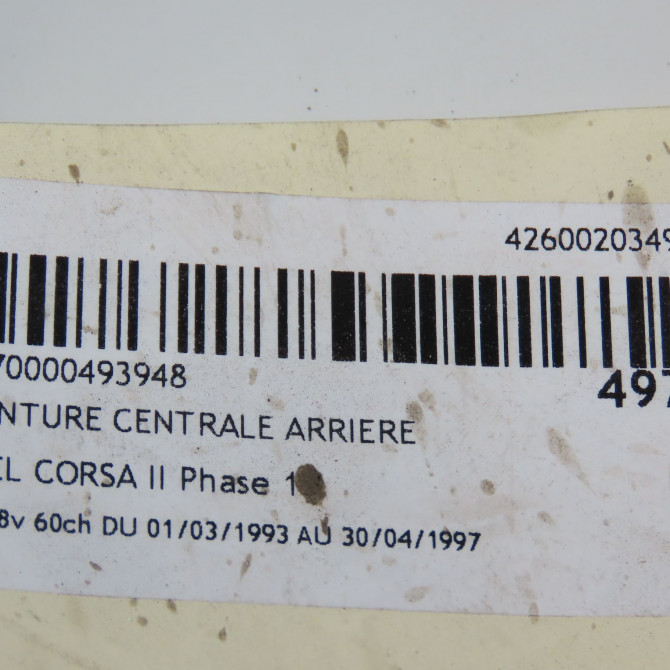 4260020349
70000493948
497
NTURE CENTRALE ARRIERE
EL CORSA II Phase 1
8v 60ch DU 01/03/1993 AU 30/04/1997